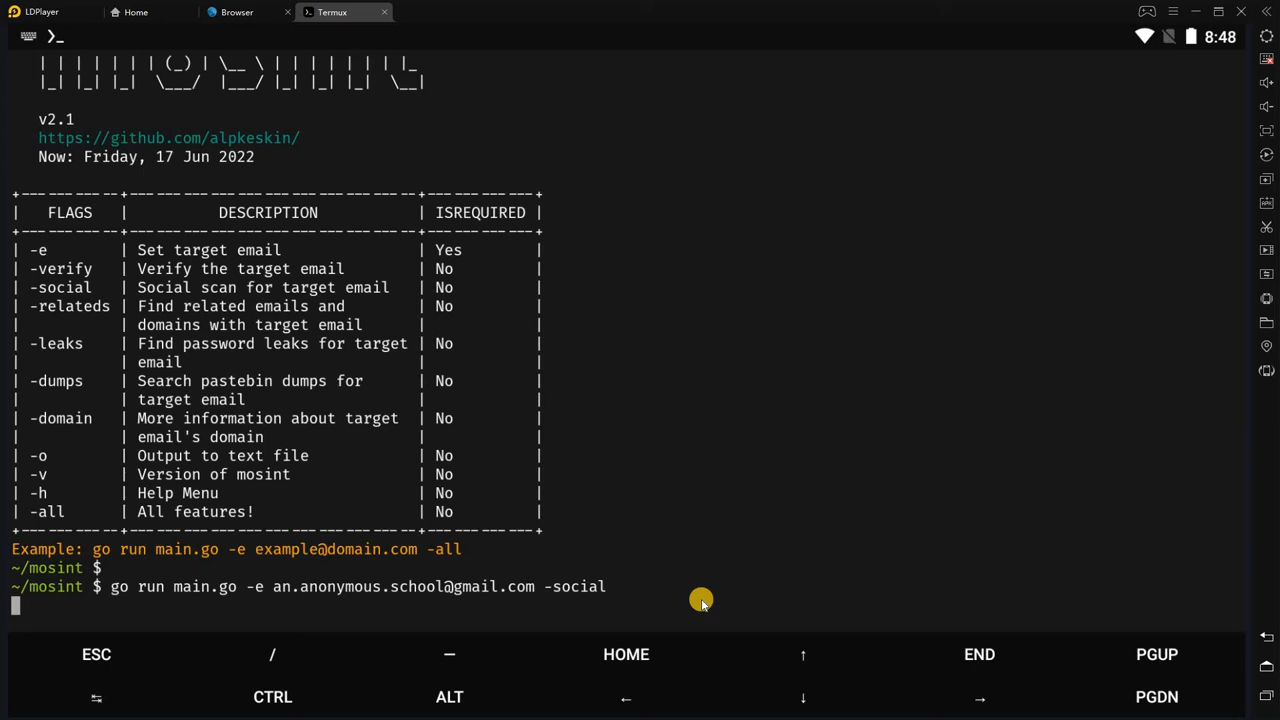 LDPlayer Home Browser × Termux ×
8:48
| | | | | | | (_) | \__ \ | | | | | | |_
|_| |_| |_| \___/ |___/ |_| |_| |_| \__|
v2.1
https://github.com/alpkeskin/
Now: Friday, 17 Jun 2022
| FLAGS | DESCRIPTION | ISREQUIRED |
| -e | Set target email | Yes |
| -verify | Verify the target email | No |
| -social | Social scan for target email | No |
| -relateds | Find related emails and | No |
| | domains with target email | |
| -leaks | Find password leaks for target | No |
| | email | |
| -dumps | Search pastebin dumps for | No |
| | target email | |
| -domain | More information about target | No |
| | email's domain | |
| -o | Output to text file | No |
| -v | Version of mosint | No |
| -h | Help Menu | No |
| -all | All features! | No |
Example: go run main.go -e example@domain.com -all
~/mosint $
~/mosint $ go run main.go -e an.anonymous.school@gmail.com -social
ESC / — HOME ↑ END PGUP
↹ CTRL ALT ← ↓ → PGDN